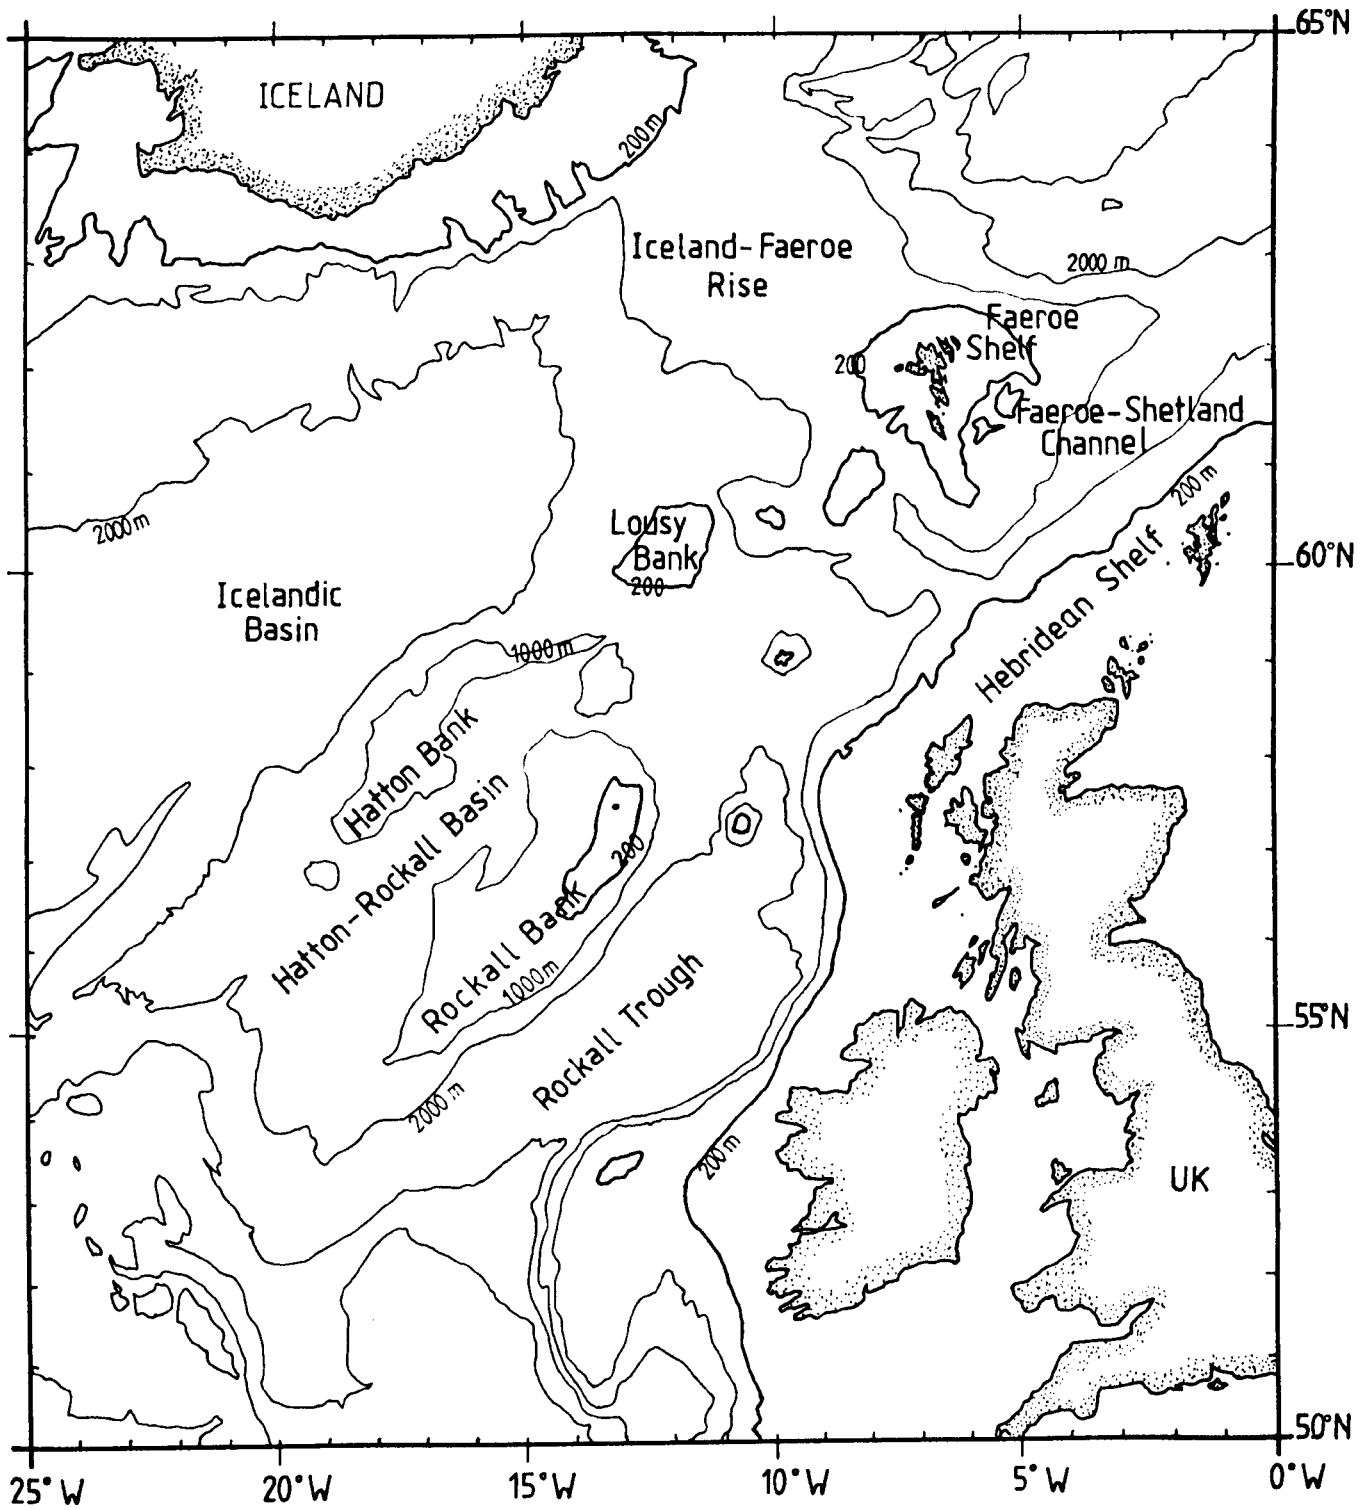 65°N
ICELAND
200m
Iceland-Faeroe
Rise
2000 m
Faeroe
Shelf
200
Faeroe-Shetland
Channel
200 m
2000 m
Lousy
Bank
200
Hebridean Shelf
60°N
Icelandic
Basin
1000 m
Hatton Bank
Hatton-Rockall Basin
200
Rockall Bank
1000m
Rockall Trough
55°N
2000 m
200 m
UK
50°N
25°W
20°W
15°W
10°W
5°W
0°W